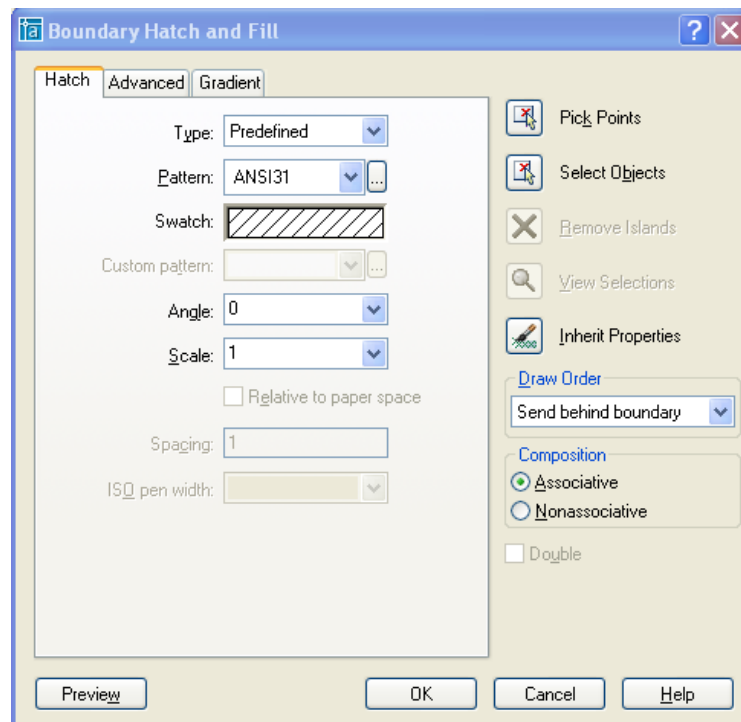 Boundary Hatch and Fill
Hatch
Advanced
Gradient
Type: Predefined
Pattern: ANSI31 ...
Swatch:
Custom pattern: ...
Angle: 0
Scale: 1
Relative to paper space
Spacing: 1
ISO pen width:
Pick Points
Select Objects
Remove Islands
View Selections
Inherit Properties
Draw Order
Send behind boundary
Composition
Associative
Nonassociative
Double
Preview
OK
Cancel
Help